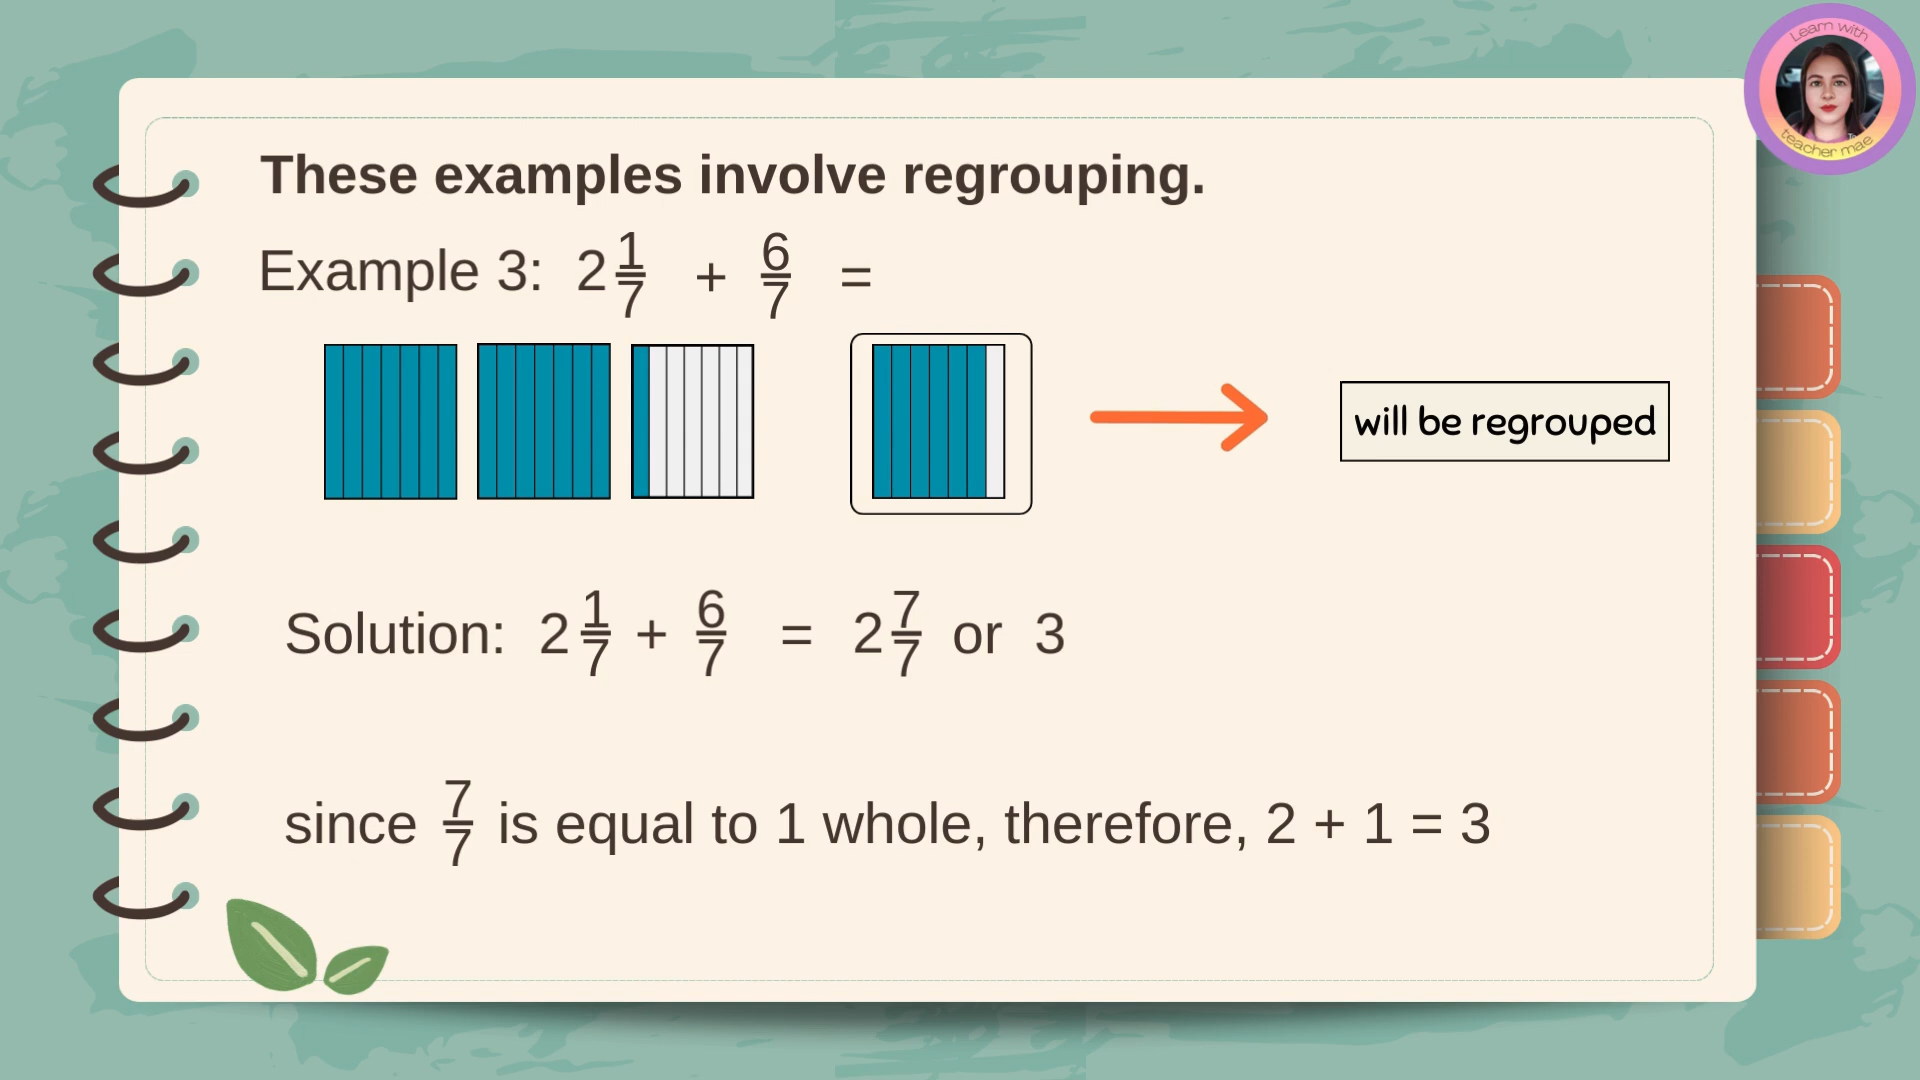 Learn with
teacher mae
These examples involve regrouping.
Example 3: 2 1/7 + 6/7 =
will be regrouped
Solution: 2 1/7 + 6/7 = 2 7/7 or 3
since 7/7 is equal to 1 whole, therefore, 2 + 1 = 3